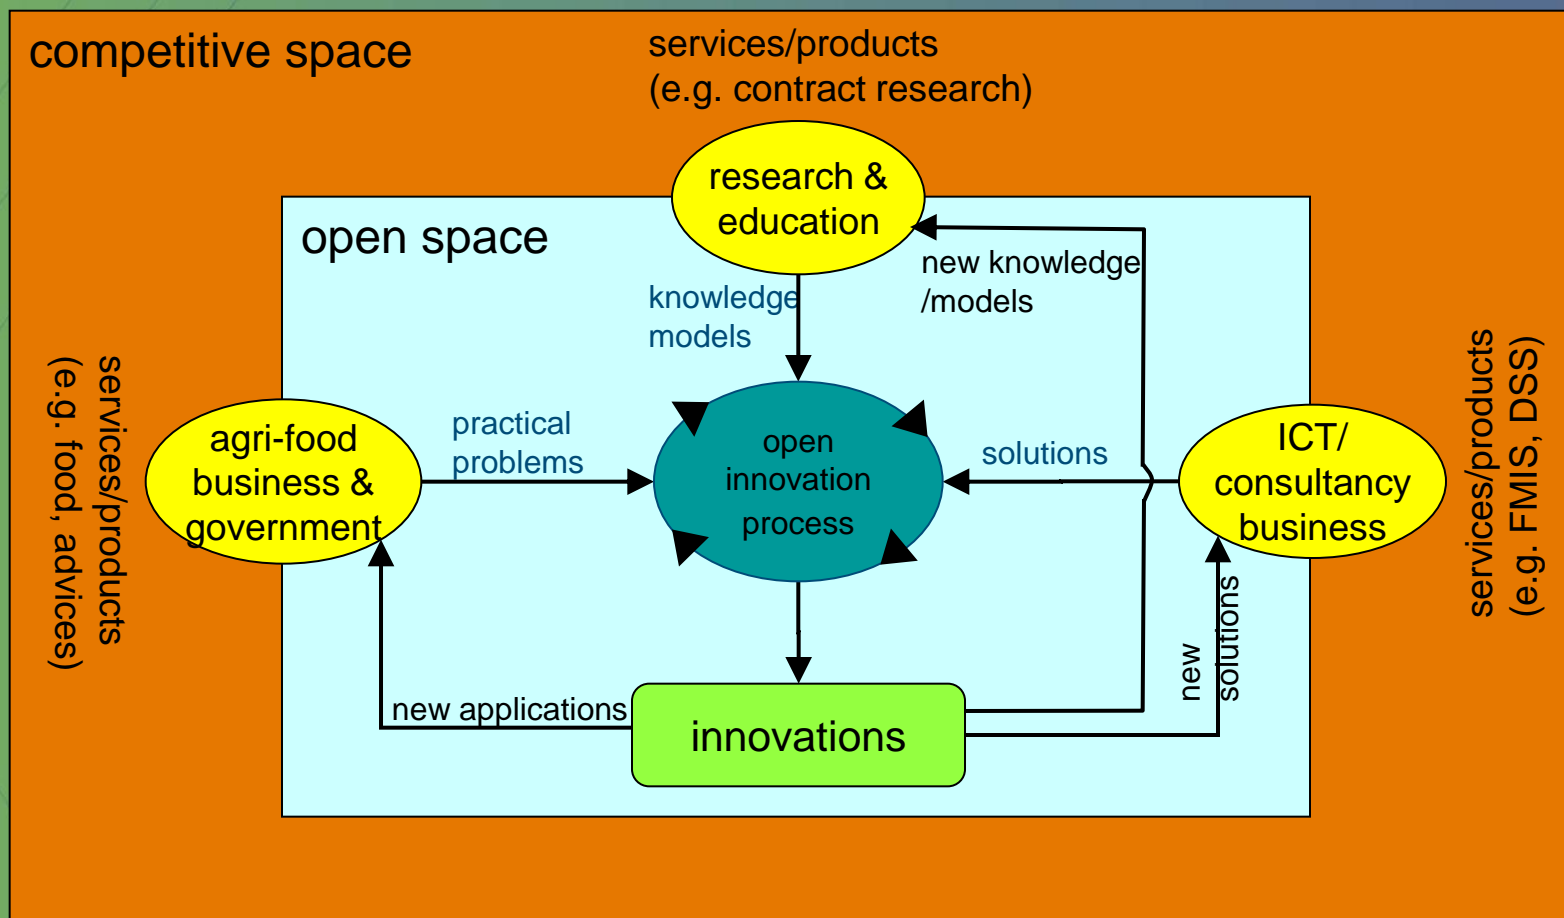 competitive space
services/products
(e.g. contract research)
research &
education
open space
new knowledge
/models
knowledge
models
services/products
(e.g. food, advices)
agri-food
business &
government
practical
problems
open
innovation
process
solutions
ICT/
consultancy
business
services/products
(e.g. FMIS, DSS)
new
solutions
new applications
innovations